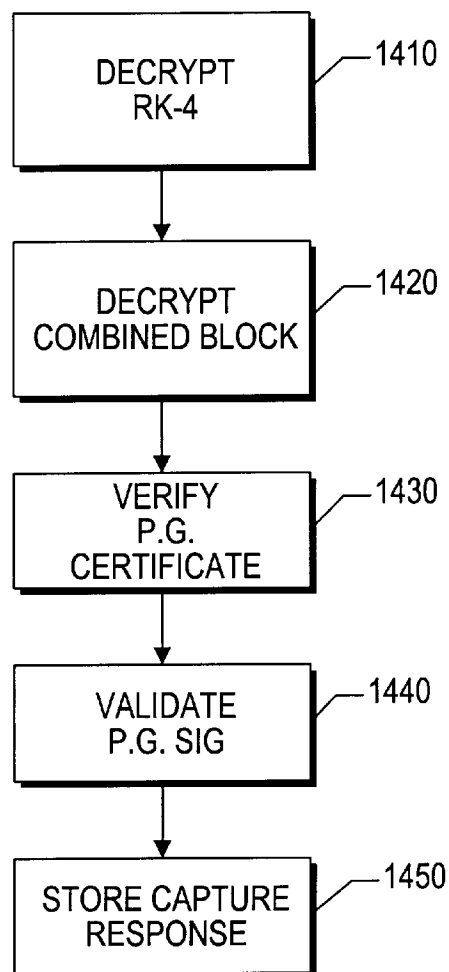 DECRYPT
RK-4
1410
DECRYPT
COMBINED BLOCK
1420
VERIFY
P.G.
CERTIFICATE
1430
VALIDATE
P.G. SIG
1440
STORE CAPTURE
RESPONSE
1450